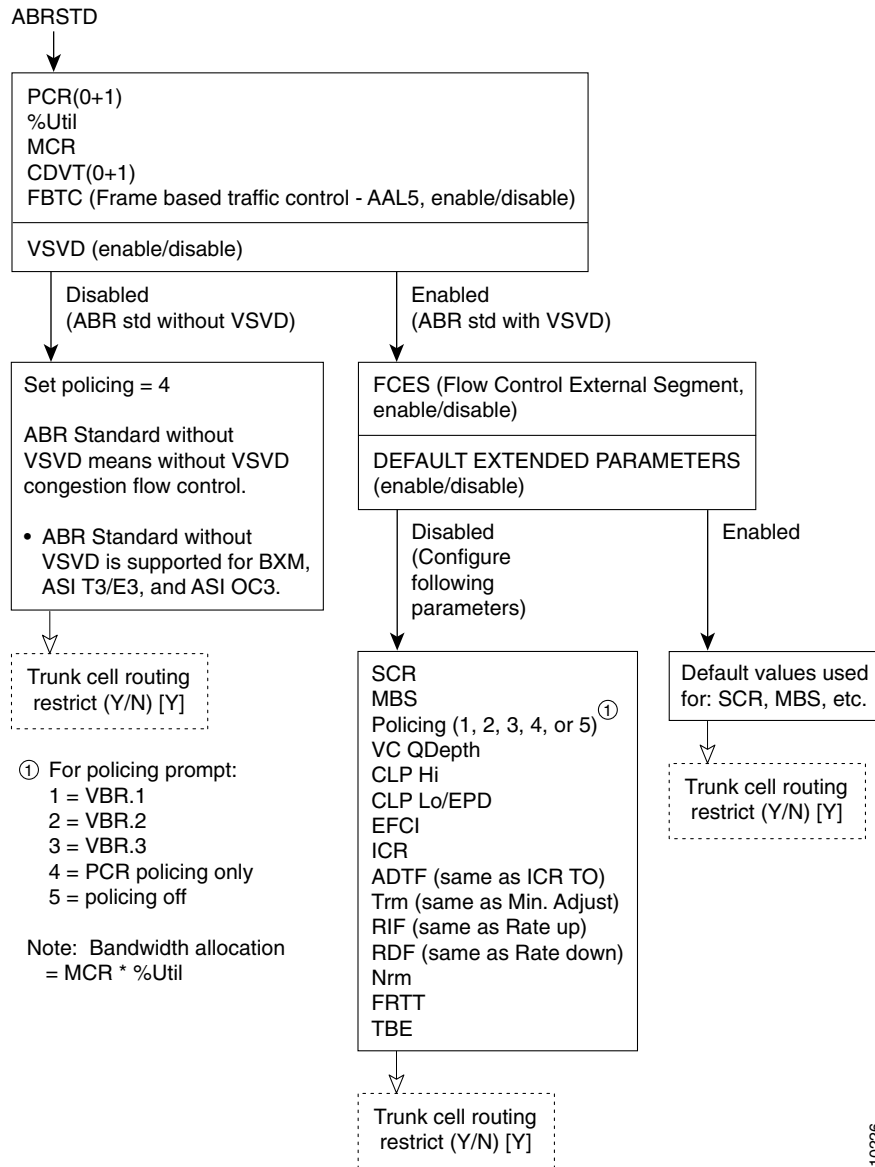 ABRSTD
PCR(0+1)
%Util
MCR
CDVT(0+1)
FBTC (Frame based traffic control - AAL5, enable/disable)
VSVD (enable/disable)
Disabled
(ABR std without VSVD)
Enabled
(ABR std with VSVD)
Set policing = 4
ABR Standard without
VSVD means without VSVD
congestion flow control.
• ABR Standard without
VSVD is supported for BXM,
ASI T3/E3, and ASI OC3.
Trunk cell routing
restrict (Y/N) [Y]
① For policing prompt:
1 = VBR.1
2 = VBR.2
3 = VBR.3
4 = PCR policing only
5 = policing off
Note: Bandwidth allocation
= MCR * %Util
FCES (Flow Control External Segment,
enable/disable)
DEFAULT EXTENDED PARAMETERS
(enable/disable)
Disabled
(Configure
following
parameters)
Enabled
SCR
MBS
Policing (1, 2, 3, 4, or 5) ①
VC QDepth
CLP Hi
CLP Lo/EPD
EFCI
ICR
ADTF (same as ICR TO)
Trm (same as Min. Adjust)
RIF (same as Rate up)
RDF (same as Rate down)
Nrm
FRTT
TBE
Trunk cell routing
restrict (Y/N) [Y]
Default values used
for: SCR, MBS, etc.
Trunk cell routing
restrict (Y/N) [Y]